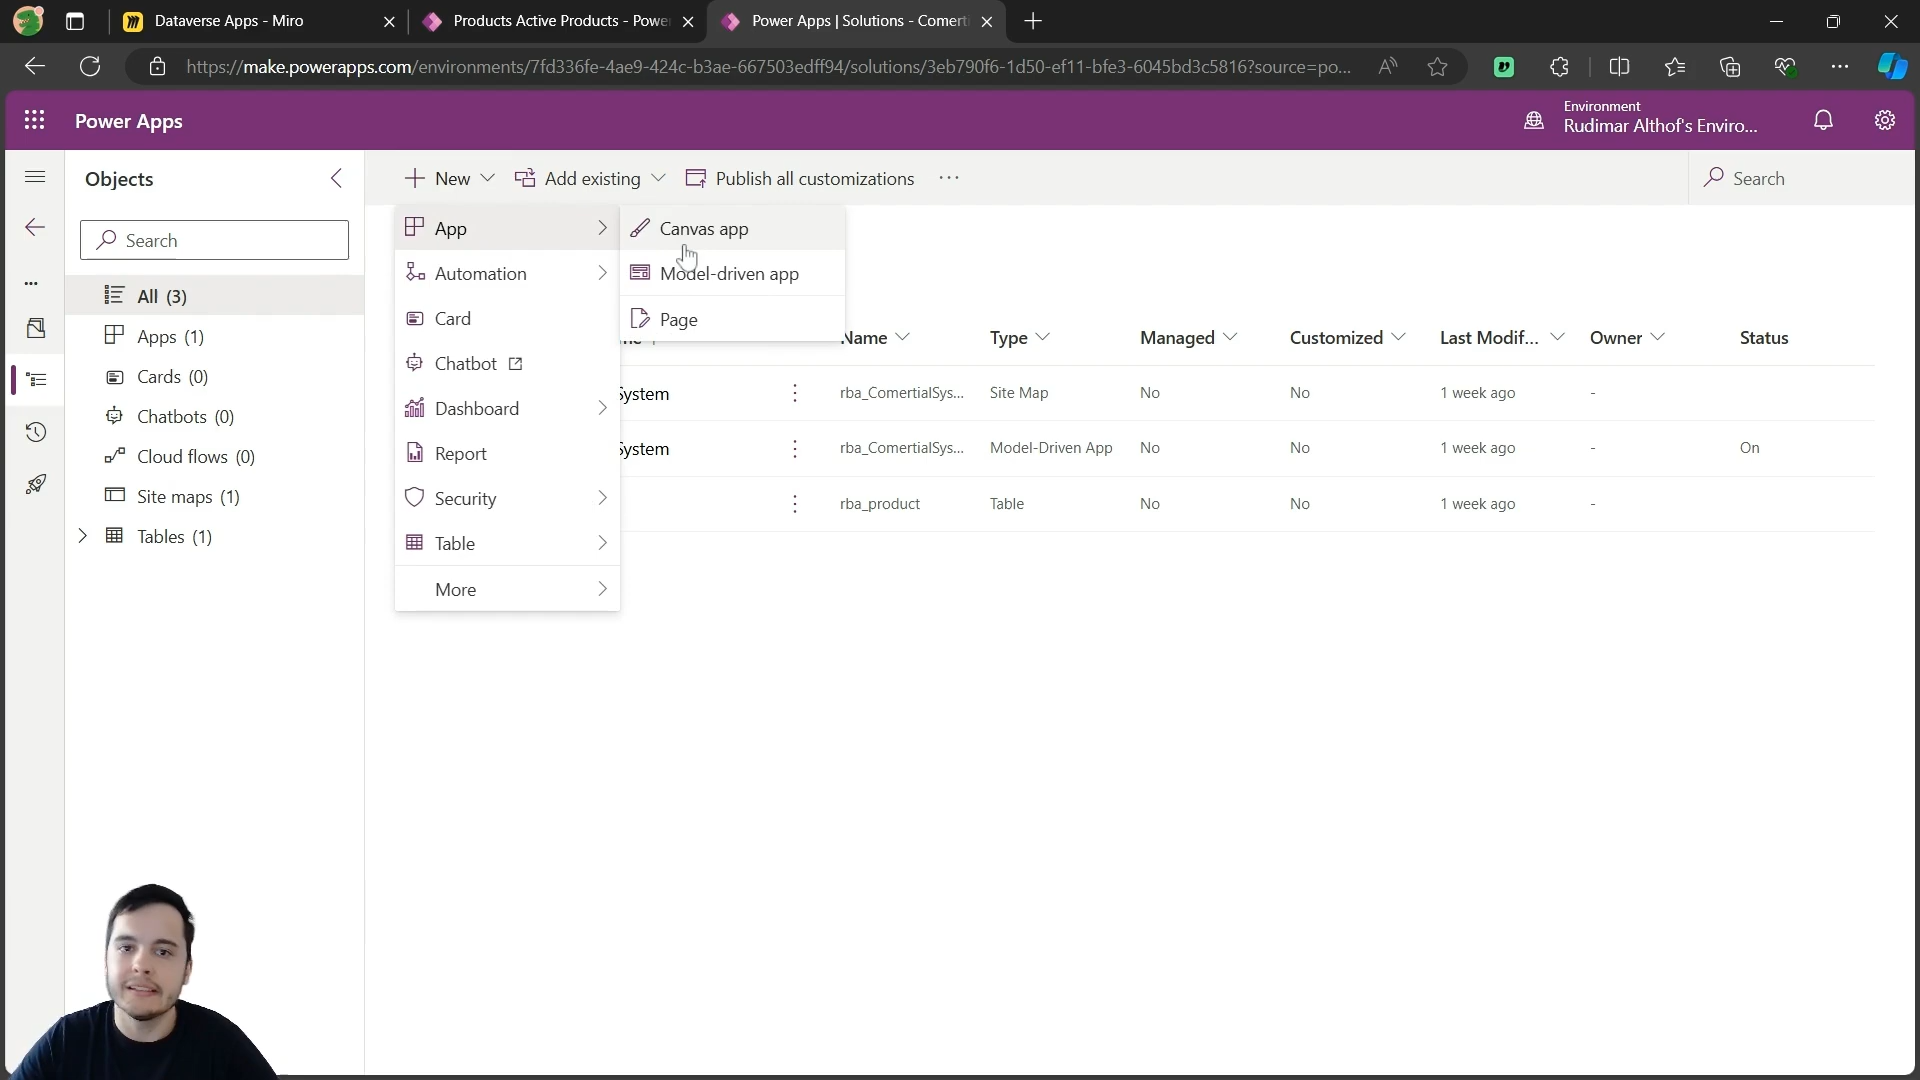 Dataverse Apps - Miro
Products Active Products - Powe
Power Apps | Solutions - Comerti
https://make.powerapps.com/environments/7fd336fe-4ae9-424c-b3ae-667503edff94/solutions/3eb790f6-1d50-ef11-bfe3-6045bd3c5816?source=po...
Power Apps
Environment
Rudimar Althof's Enviro...
Objects
New
Add existing
Publish all customizations
Search
Search
All (3)
Apps (1)
Cards (0)
Chatbots (0)
Cloud flows (0)
Site maps (1)
Tables (1)
App
Automation
Card
Chatbot
Dashboard
Report
Security
Table
More
Canvas app
Model-driven app
Page
Name Type Managed Customized Last Modif... Owner Status
System rba_ComertialSys... Site Map No No 1 week ago -
System rba_ComertialSys... Model-Driven App No No 1 week ago - On
rba_product Table No No 1 week ago -